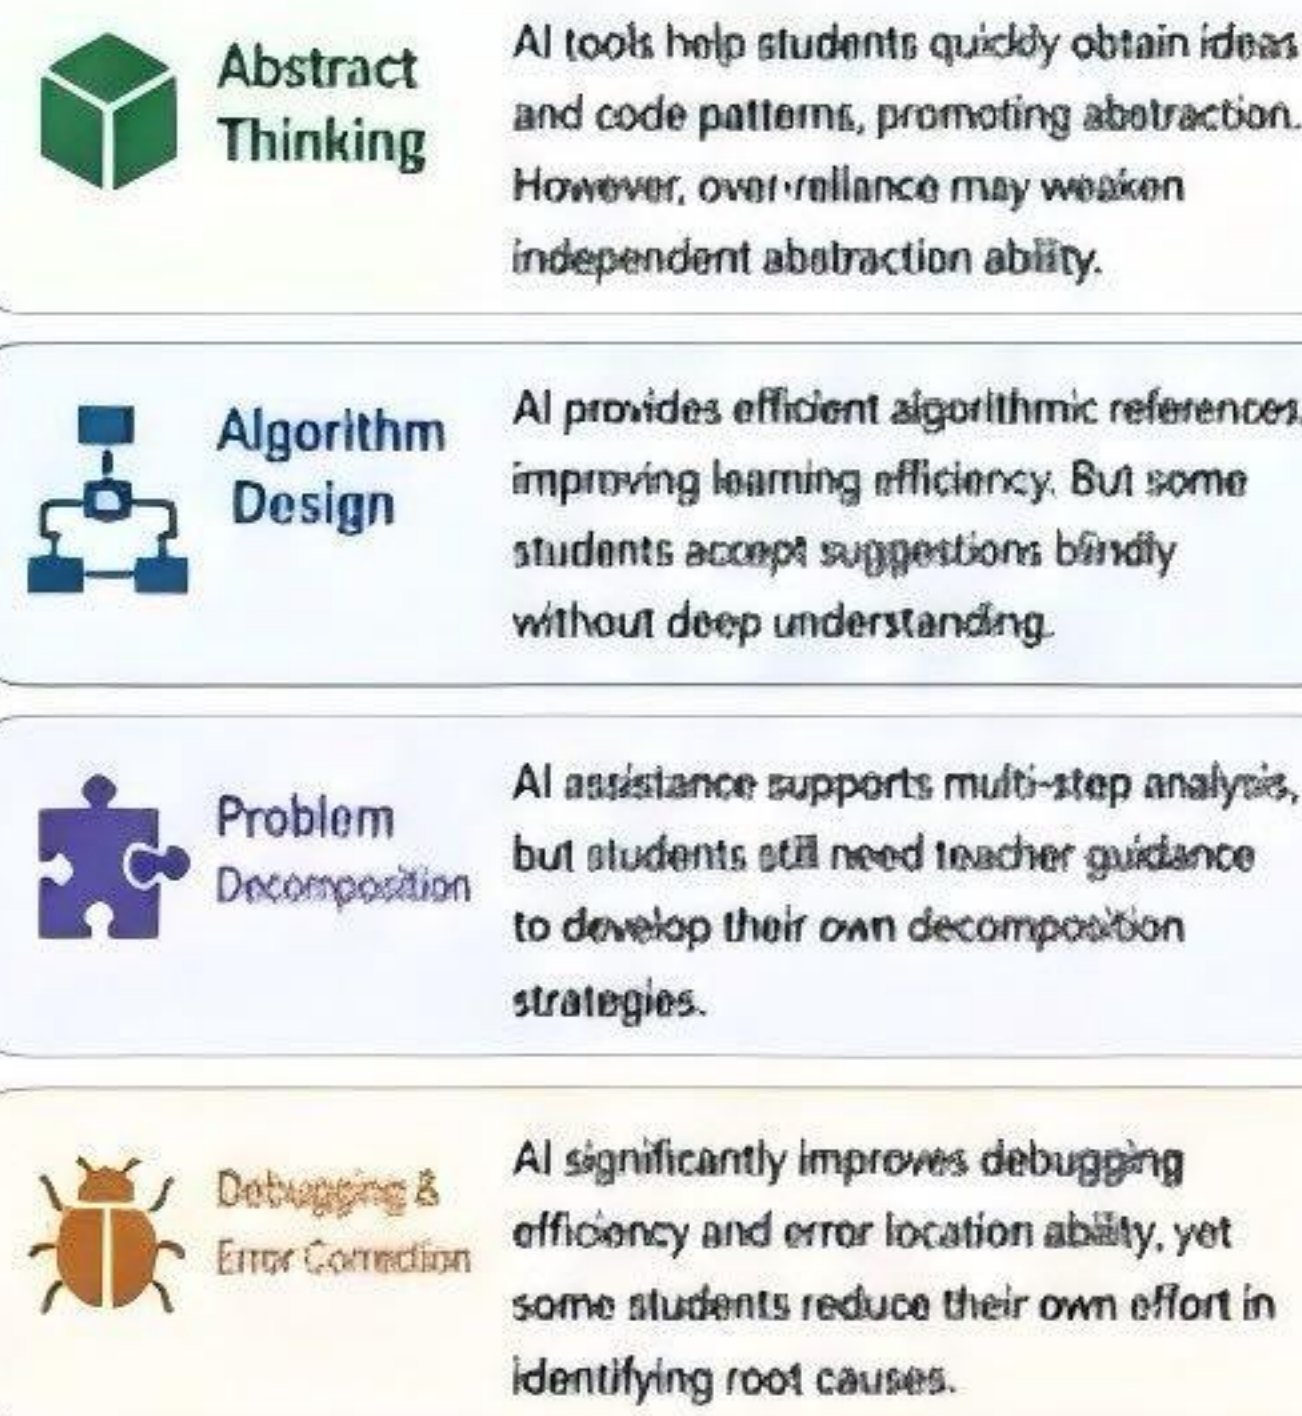 Abstract
Thinking
AI tools help students quickly obtain ideas
and code patterns, promoting abstraction.
However, over-reliance may weaken
independent abstraction ability.
Algorithm
Design
AI provides efficient algorithmic references,
improving learning efficiency. But some
students accept suggestions blindly
without deep understanding.
Problem
Decomposition
AI assistance supports multi-step analysis,
but students still need teacher guidance
to develop their own decomposition
strategies.
Debugging &
Error Correction
AI significantly improves debugging
efficiency and error location ability, yet
some students reduce their own effort in
identifying root causes.